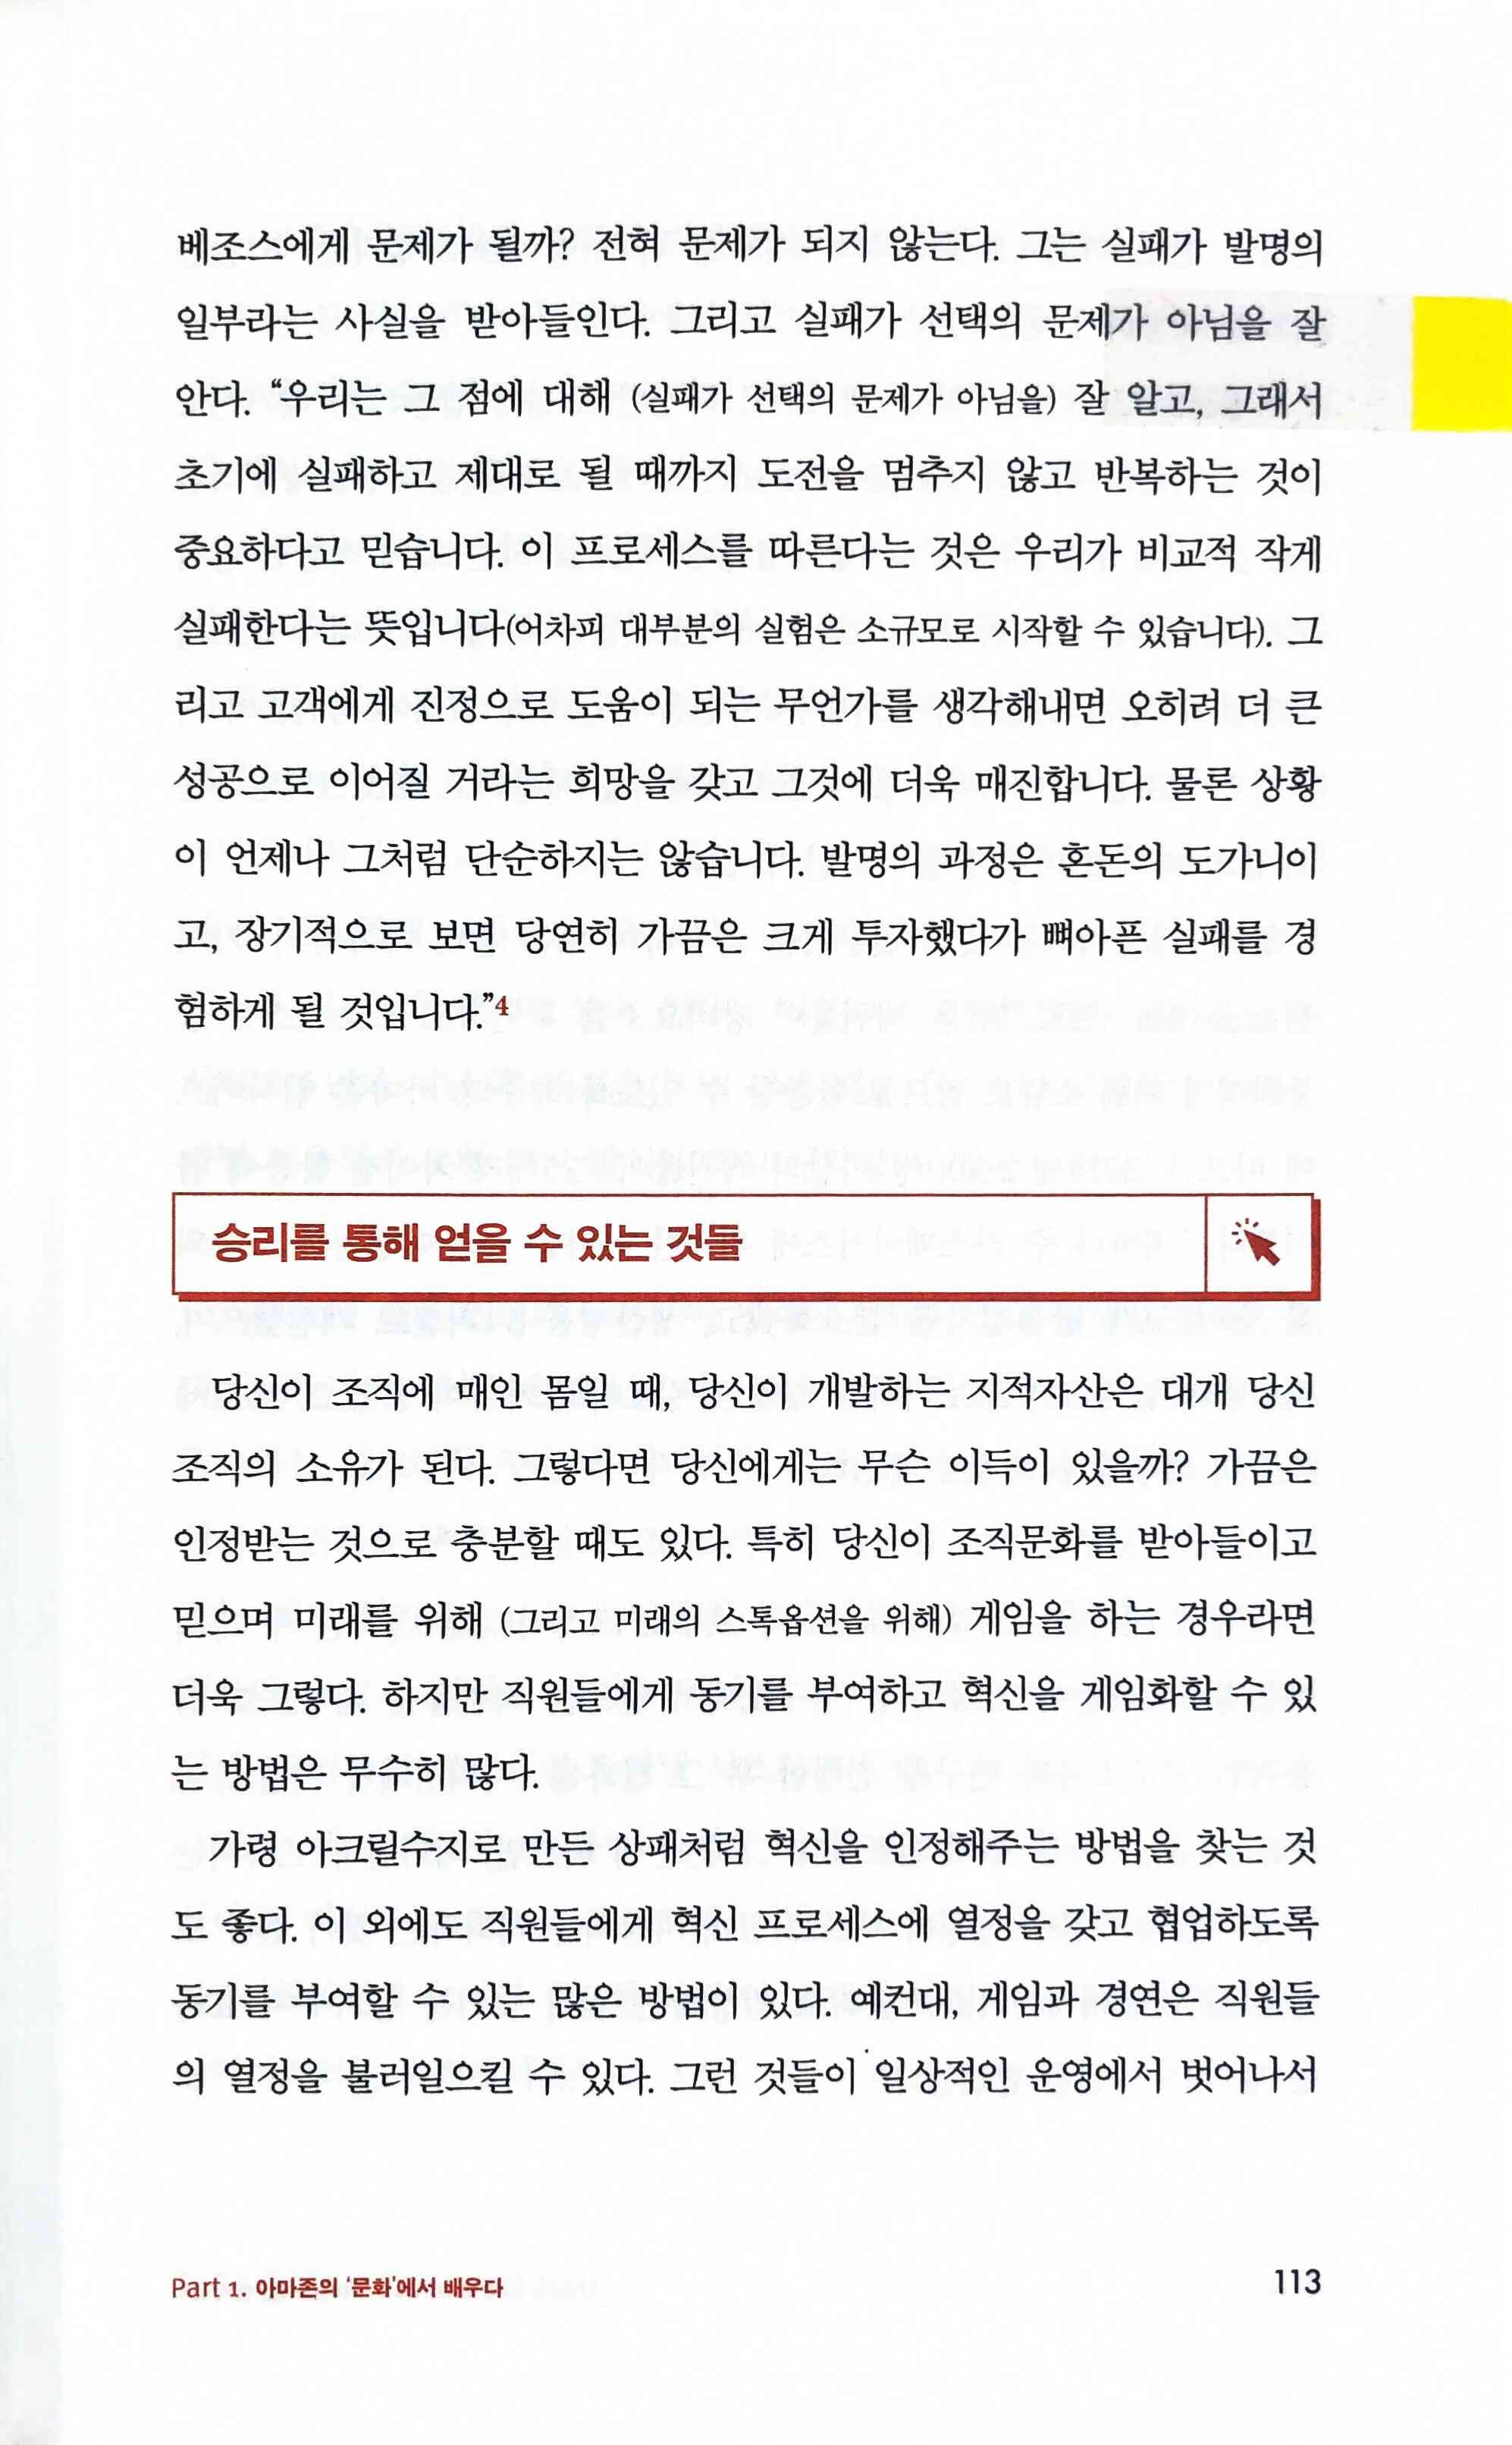 베조스에게 문제가 될까? 전혀 문제가 되지 않는다. 그는 실패가 발명의
일부라는 사실을 받아들인다. 그리고 실패가 선택의 문제가 아님을 잘
안다. “우리는 그 점에 대해 (실패가 선택의 문제가 아님을) 잘 알고, 그래서
초기에 실패하고 제대로 될 때까지 도전을 멈추지 않고 반복하는 것이
중요하다고 믿습니다. 이 프로세스를 따른다는 것은 우리가 비교적 작게
실패한다는 뜻입니다(어차피 대부분의 실험은 소규모로 시작할 수 있습니다). 그
리고 고객에게 진정으로 도움이 되는 무언가를 생각해내면 오히려 더 큰
성공으로 이어질 거라는 희망을 갖고 그것에 더욱 매진합니다. 물론 상황
이 언제나 그처럼 단순하지는 않습니다. 발명의 과정은 혼돈의 도가니이
고, 장기적으로 보면 당연히 가끔은 크게 투자했다가 뼈아픈 실패를 경
험하게 될 것입니다.”4
승리를 통해 얻을 수 있는 것들
당신이 조직에 매인 몸일 때, 당신이 개발하는 지적자산은 대개 당신
조직의 소유가 된다. 그렇다면 당신에게는 무슨 이득이 있을까? 가끔은
인정받는 것으로 충분할 때도 있다. 특히 당신이 조직문화를 받아들이고
믿으며 미래를 위해 (그리고 미래의 스톡옵션을 위해) 게임을 하는 경우라면
더욱 그렇다. 하지만 직원들에게 동기를 부여하고 혁신을 게임화할 수 있
는 방법은 무수히 많다.
가령 아크릴수지로 만든 상패처럼 혁신을 인정해주는 방법을 찾는 것
도 좋다. 이 외에도 직원들에게 혁신 프로세스에 열정을 갖고 협업하도록
동기를 부여할 수 있는 많은 방법이 있다. 예컨대, 게임과 경연은 직원들
의 열정을 불러일으킬 수 있다. 그런 것들이 일상적인 운영에서 벗어나서
Part 1. 아마존의 ‘문화’에서 배우다
113